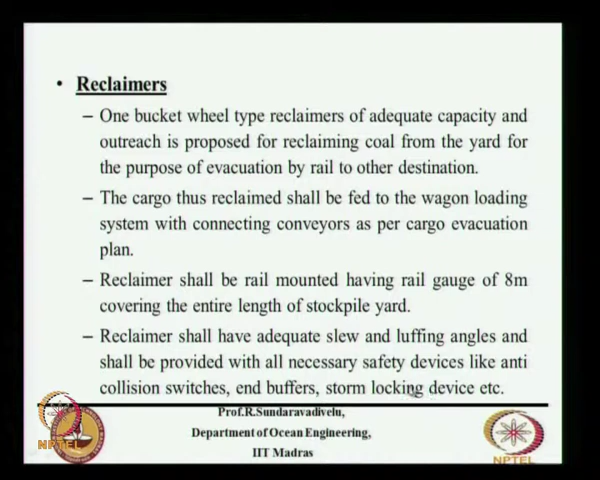 • Reclaimers
– One bucket wheel type reclaimers of adequate capacity and
outreach is proposed for reclaiming coal from the yard for
the purpose of evacuation by rail to other destination.
– The cargo thus reclaimed shall be fed to the wagon loading
system with connecting conveyors as per cargo evacuation
plan.
– Reclaimer shall be rail mounted having rail gauge of 8m
covering the entire length of stockpile yard.
– Reclaimer shall have adequate slew and luffing angles and
shall be provided with all necessary safety devices like anti
collision switches, end buffers, storm locking device etc.
Prof.R.Sundaravadivelu,
Department of Ocean Engineering,
IIT Madras
NPTEL
NPTEL